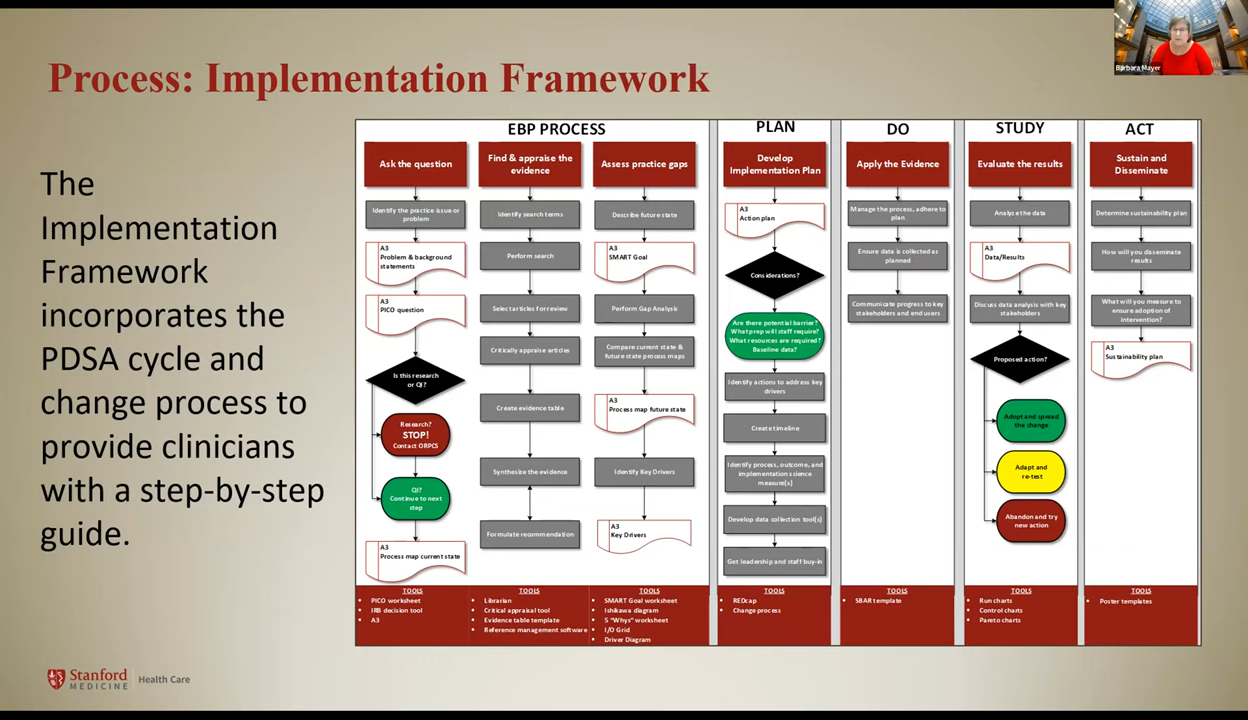 Process: Implementation Framework
Barbara Mayer
The
Implementation
Framework
incorporates the
PDSA cycle and
change process to
provide clinicians
with a step-by-step
guide.
EBP PROCESS
Ask the question
Identify the practice issue or
problem
A3
Problem & background
statements
A3
PICO question
Is this research
or QI?
Research?
STOP!
Contact ORPCS
QI?
Continue to next
step
A3
Process map current state
TOOLS
• PICO worksheet
• IRB decision tool
• A3
Find & appraise the
evidence
Identify search terms
Perform search
Select articles for review
Critically appraise articles
Create evidence table
Synthesize the evidence
Formulate recommendation
TOOLS
• Librarian
• Critical appraisal tool
• Evidence table template
• Reference management software
Assess practice gaps
Describe future state
A3
SMART Goal
Perform Gap Analysis
Compare current state &
future state process maps
A3
Process map future state
Identify Key Drivers
A3
Key Drivers
TOOLS
• SMART Goal worksheet
• Ishikawa diagram
• 5 "Whys" worksheet
• I/O Grid
• Driver Diagram
PLAN
Develop
Implementation Plan
A3
Action plan
Considerations?
Are there potential barrier?
What prep will staff require?
What resources are required?
Baseline data?
Identify actions to address key
drivers
Create timeline
Identify process, outcome, and
implementation science
measure(s)
Develop data collection tool(s)
Get leadership and staff buy-in
TOOLS
• REDcap
• Change process
DO
Apply the Evidence
Manage the process, adhere to
plan
Ensure data is collected as
planned
Communicate progress to key
stakeholders and end users
TOOLS
• SBAR template
STUDY
Evaluate the results
Analyze the data
A3
Data/Results
Discuss data analysis with key
stakeholders
Proposed action?
Adopt and spread
the change
Adapt and
re-test
Abandon and try
new action
TOOLS
• Run charts
• Control charts
• Pareto charts
ACT
Sustain and
Disseminate
Determine sustainability plan
How will you disseminate
results
What will you measure to
ensure adoption of
intervention?
A3
Sustainability plan
TOOLS
• Poster templates
Stanford
MEDICINE
Health Care